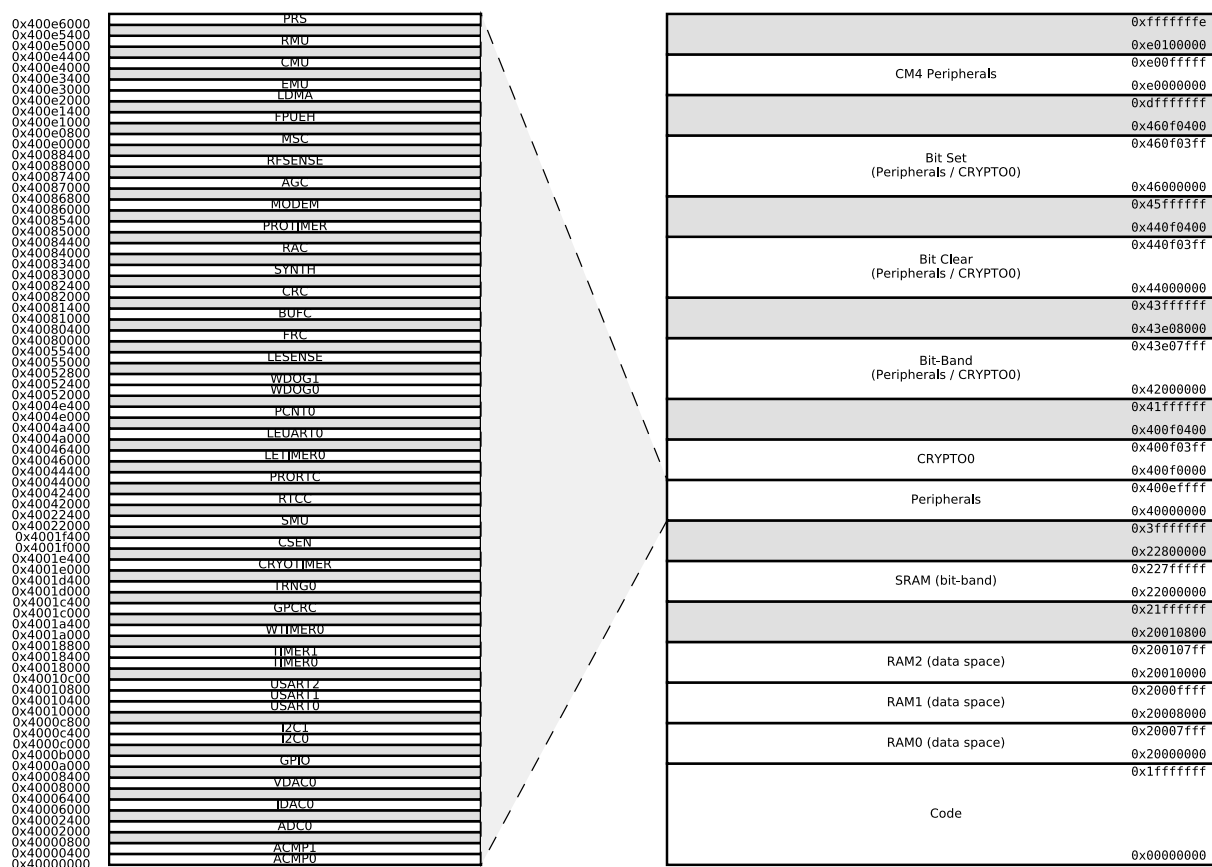 PRS
0x400e6000
0x400e5400
RMU
0x400e5000
0x400e4400
CMU
0x400e4000
0x400e3400
EMU
0x400e3000
LDMA
0x400e2000
0x400e1400
FPUEH
0x400e1000
0x400e0800
MSC
0x400e0000
0x40088400
RFSENSE
0x40088000
0x40087400
AGC
0x40087000
0x40086800
MODEM
0x40086000
0x40085400
PROTIMER
0x40085000
0x40084400
RAC
0x40084000
0x40083400
SYNTH
0x40083000
0x40082400
CRC
0x40082000
0x40081400
BUFC
0x40081000
0x40080400
FRC
0x40080000
0x40055400
LESENSE
0x40055000
0x40052800
WDOG1
0x40052400
WDOG0
0x40052000
0x4004e400
PCNT0
0x4004e000
0x4004a400
LEUART0
0x4004a000
0x40046400
LETIMER0
0x40046000
0x40044400
PRORTC
0x40044000
0x40042400
RTCC
0x40042000
0x40022400
SMU
0x40022000
0x4001f400
CSEN
0x4001f000
0x4001e400
CRYOTIMER
0x4001e000
0x4001d400
TRNG0
0x4001d000
0x4001c400
GPCRC
0x4001c000
0x4001a400
WTIMER0
0x4001a000
0x40018800
TIMER1
0x40018400
TIMER0
0x40018000
0x40010c00
USART2
0x40010800
USART1
0x40010400
USART0
0x40010000
0x4000c800
I2C1
0x4000c400
I2C0
0x4000c000
0x4000b000
GPIO
0x4000a000
0x40008400
VDAC0
0x40008000
0x40006400
IDAC0
0x40006000
0x40002400
ADC0
0x40002000
0x40000800
ACMP1
0x40000400
ACMP0
0x40000000
0xfffffffe
0xe0100000
0xe00fffff
CM4 Peripherals
0xe0000000
0xdfffffff
0x460f0400
0x460f03ff
Bit Set
(Peripherals / CRYPTO0)
0x46000000
0x45ffffff
0x440f0400
0x440f03ff
Bit Clear
(Peripherals / CRYPTO0)
0x44000000
0x43ffffff
0x43e08000
0x43e07fff
Bit-Band
(Peripherals / CRYPTO0)
0x42000000
0x41ffffff
0x400f0400
0x400f03ff
CRYPTO0
0x400f0000
0x400effff
Peripherals
0x40000000
0x3fffffff
0x22800000
0x227fffff
SRAM (bit-band)
0x22000000
0x21ffffff
0x20010800
0x200107ff
RAM2 (data space)
0x20010000
0x2000ffff
RAM1 (data space)
0x20008000
0x20007fff
RAM0 (data space)
0x20000000
0x1fffffff
Code
0x00000000